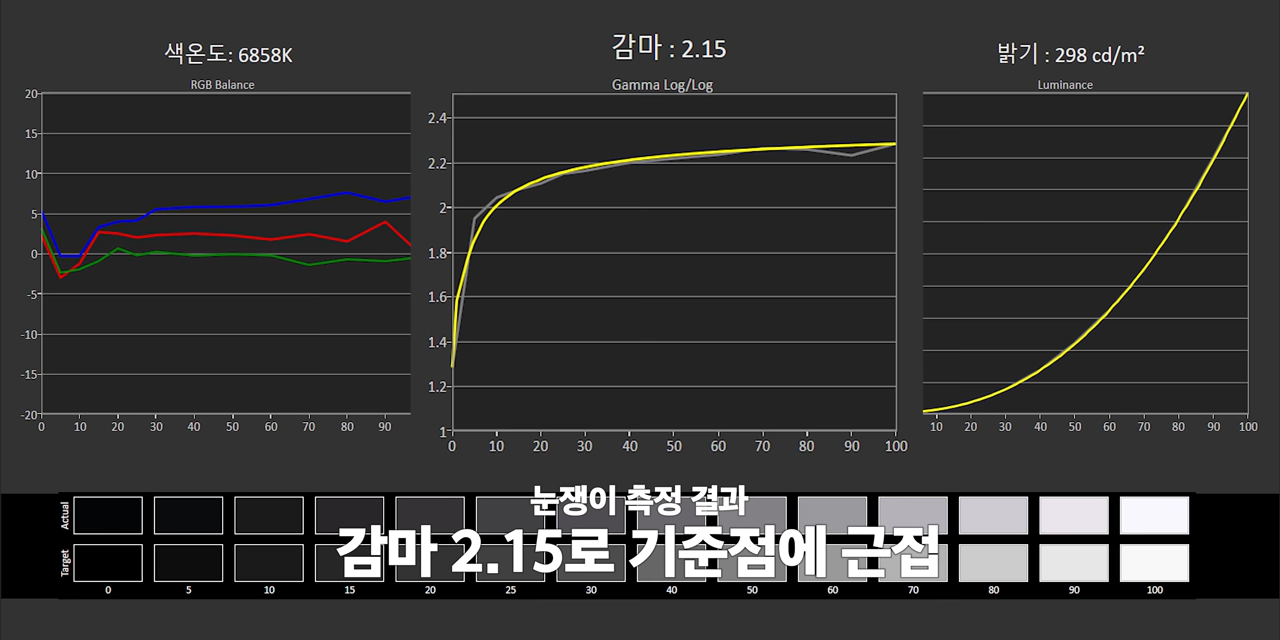 색온도: 6858K
감마 : 2.15
밝기 : 298 cd/m²
RGB Balance
Gamma Log/Log
Luminance
20
15
10
5
0
-5
-10
-15
-20
0 10 20 30 40 50 60 70 80 90
2.4
2.2
2
1.8
1.6
1.4
1.2
1
0 10 20 30 40 50 60 70 80 90 100
10 20 30 40 50 60 70 80 90 100
눈쟁이 측정 결과
감마 2.15로 기준점에 근접
Actual
Target
0 5 10 15 20 25 30 40 50 60 70 80 90 100